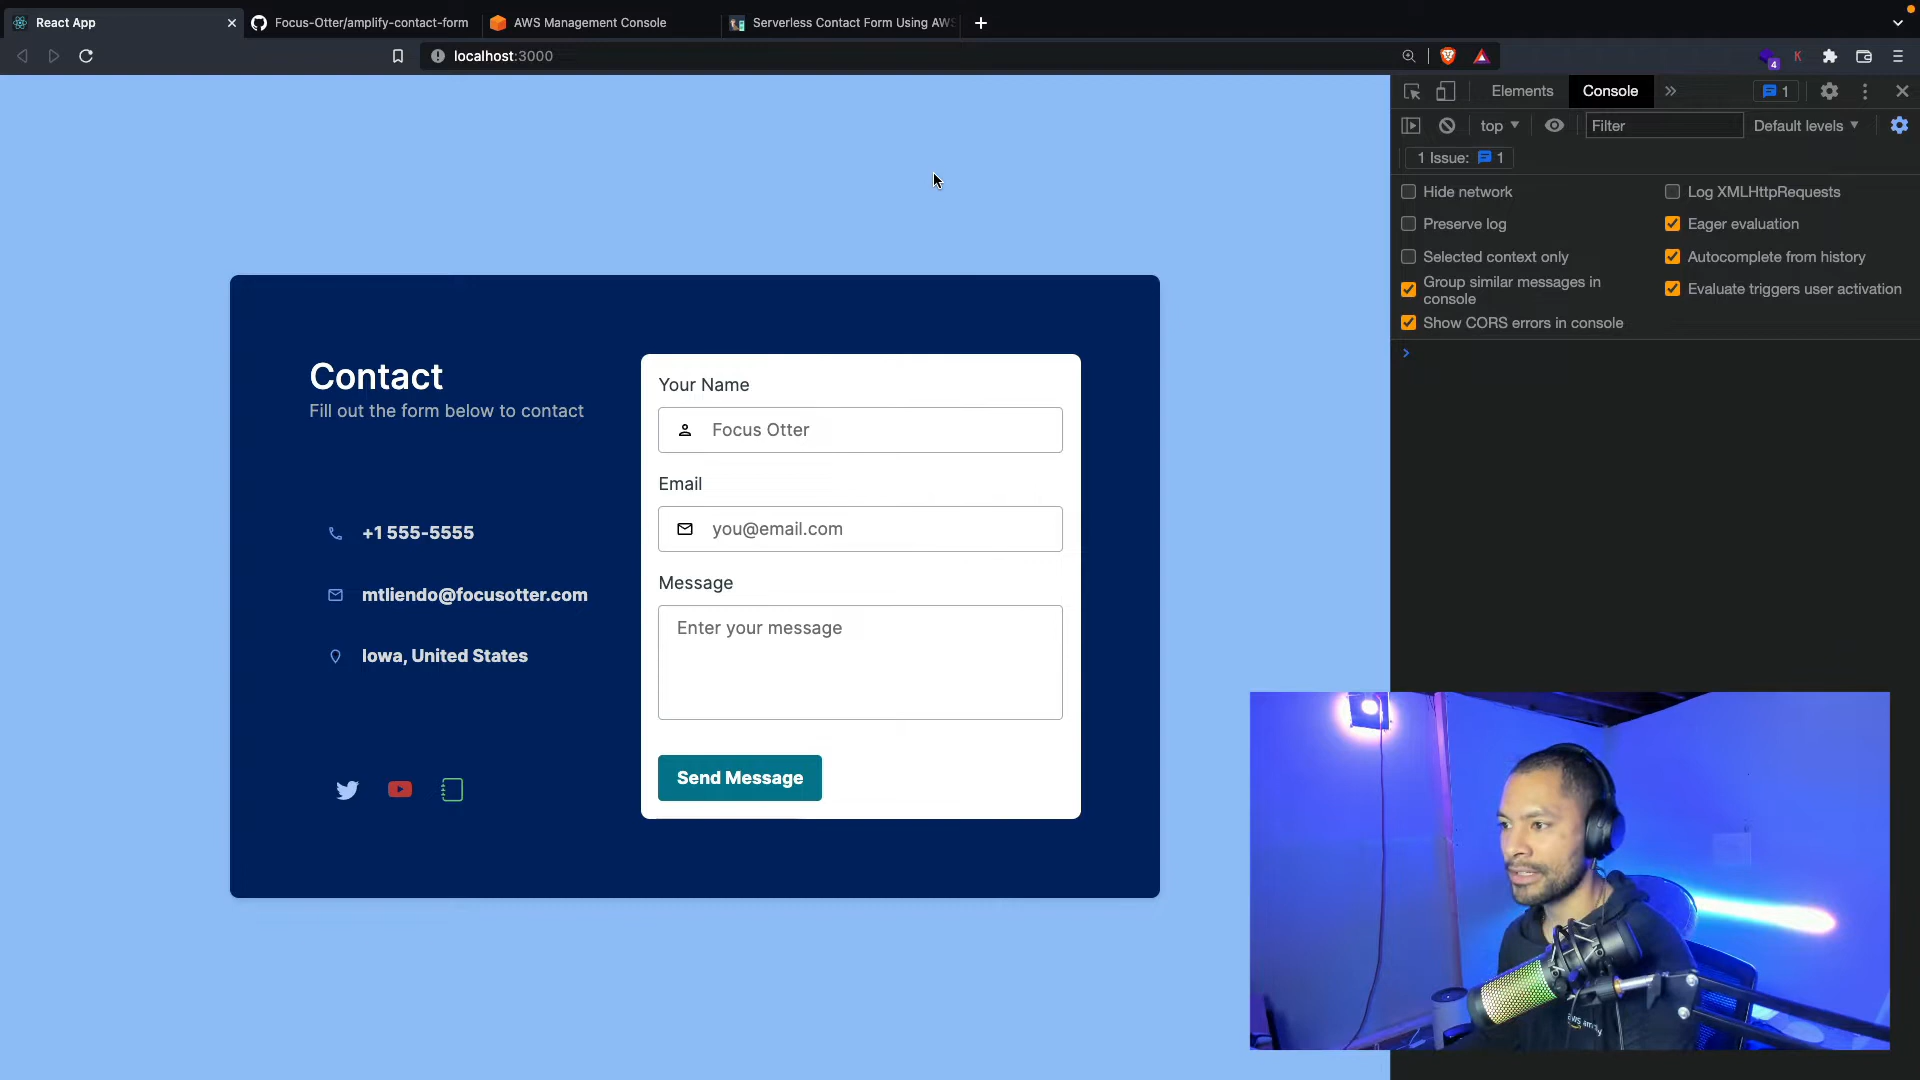 React App
Focus-Otter/amplify-contact-form
AWS Management Console
Serverless Contact Form Using AWS
localhost:3000
4
K
Elements
Console
1
top
Filter
Default levels
1 Issue: 1
Hide network
Log XMLHttpRequests
Preserve log
Eager evaluation
Selected context only
Autocomplete from history
Group similar messages in
console
Evaluate triggers user activation
Show CORS errors in console
Contact
Fill out the form below to contact
+1 555-5555
mtliendo@focusotter.com
Iowa, United States
Your Name
Focus Otter
Email
you@email.com
Message
Enter your message
Send Message
aws amplify